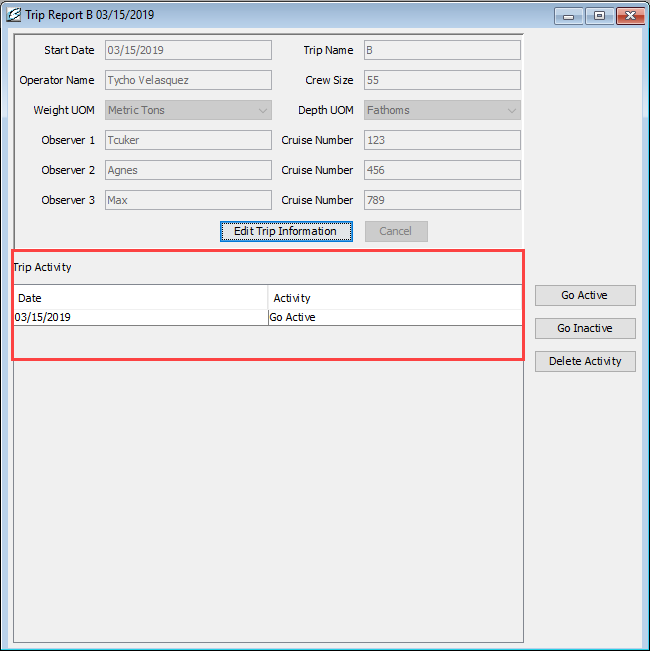 Trip Report B 03/15/2019
Start Date 03/15/2019 Trip Name B
Operator Name Tycho Velasquez Crew Size 55
Weight UOM Metric Tons Depth UOM Fathoms
Observer 1 Tcuker Cruise Number 123
Observer 2 Agnes Cruise Number 456
Observer 3 Max Cruise Number 789
Edit Trip Information Cancel
Trip Activity
Date Activity
03/15/2019 Go Active
Go Active
Go Inactive
Delete Activity